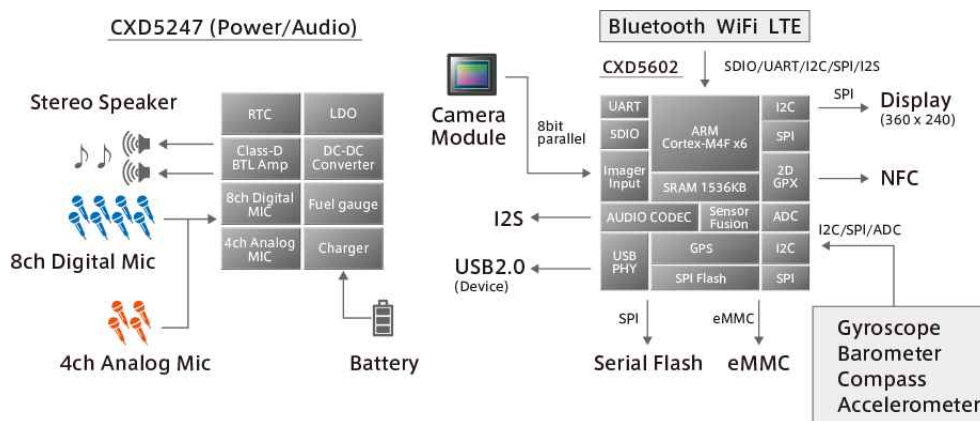 CXD5247 (Power/Audio)
Stereo Speaker
RTC
LDO
Class-D
BTL Amp
DC-DC
Converter
8ch Digital
MIC
Fuel gauge
4ch Analog
MIC
Charger
8ch Digital Mic
4ch Analog Mic
Battery
Bluetooth WiFi LTE
CXD5602
SDIO/UART/I2C/SPI/I2S
Camera
Module
8bit
parallel
UART
SDIO
Imager
Input
ARM
Cortex-M4F x6
SRAM 1536KB
I2C
SPI
2D
GPX
AUDIO CODEC
Sensor
Fusion
ADC
USB
PHY
GPS
I2C
SPI Flash
SPI
SPI
Display
(360 x 240)
NFC
I2S
USB2.0
(Device)
I2C/SPI/ADC
SPI
eMMC
Serial Flash
eMMC
Gyroscope
Barometer
Compass
Accelerometer